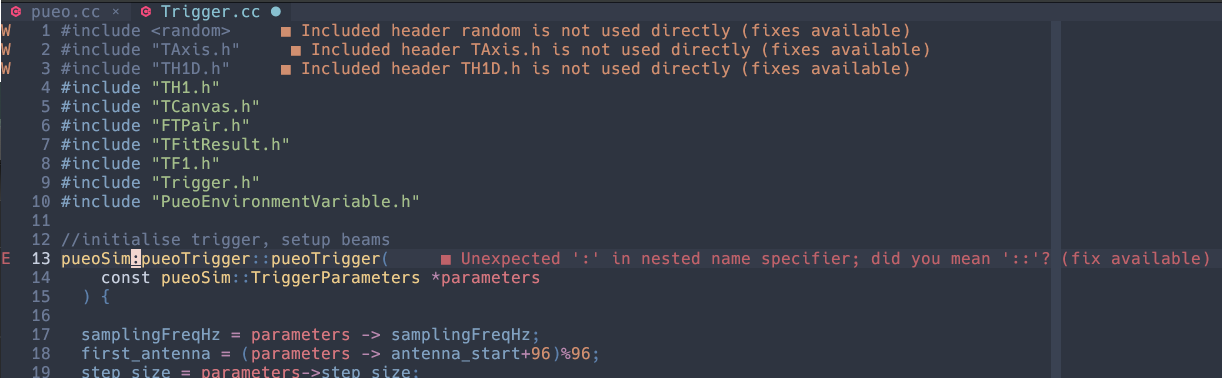 pueo.cc × Trigger.cc ●
W 1 #include <random> ■ Included header random is not used directly (fixes available)
W 2 #include "TAxis.h" ■ Included header TAxis.h is not used directly (fixes available)
W 3 #include "TH1D.h" ■ Included header TH1D.h is not used directly (fixes available)
4 #include "TH1.h"
5 #include "TCanvas.h"
6 #include "FTPair.h"
7 #include "TFitResult.h"
8 #include "TF1.h"
9 #include "Trigger.h"
10 #include "PueoEnvironmentVariable.h"
11
12 //initialise trigger, setup beams
E 13 pueoSim:pueoTrigger::pueoTrigger( ■ Unexpected ':' in nested name specifier; did you mean '::'? (fix available)
14 const pueoSim::TriggerParameters *parameters
15 ) {
16
17 samplingFreqHz = parameters -> samplingFreqHz;
18 first_antenna = (parameters -> antenna_start+96)%96;
19 step_size = parameters->step_size;